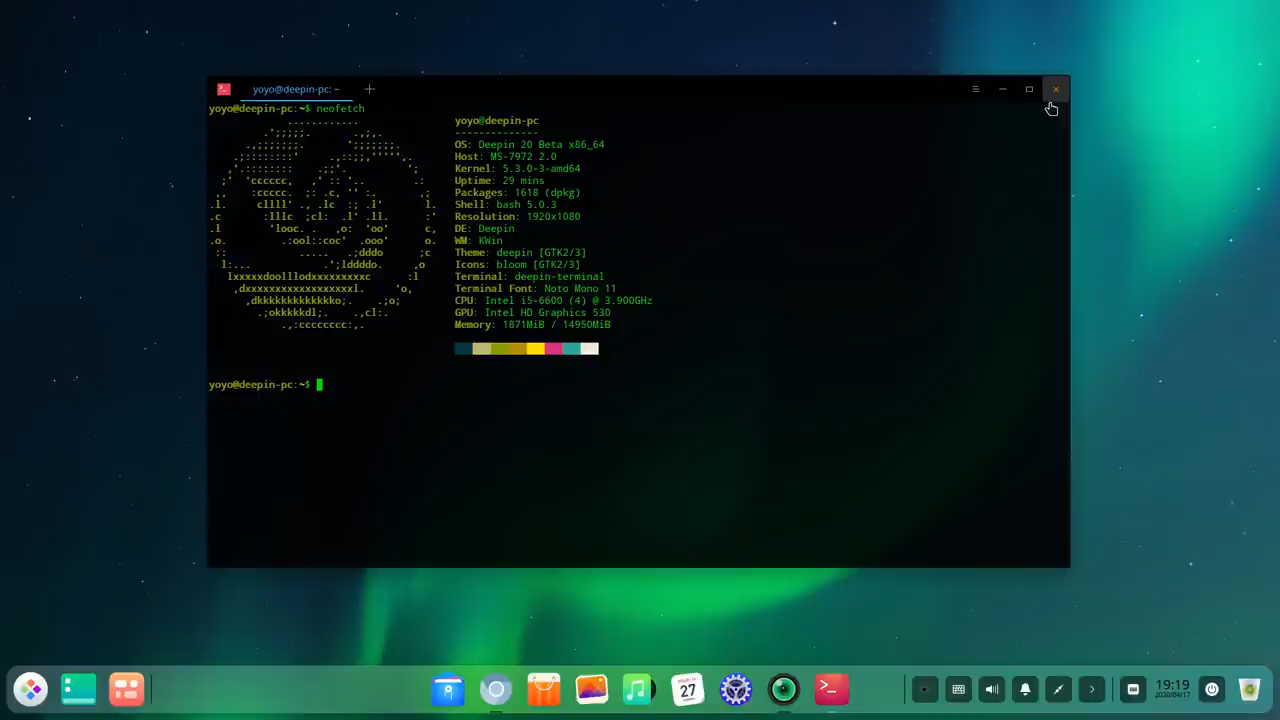 yoyo@deepin-pc: ~
yoyo@deepin-pc:~$ neofetch
yoyo@deepin-pc
--------------
OS: Deepin 20 Beta x86_64
Host: MS-7972 2.0
Kernel: 5.3.0-3-amd64
Uptime: 29 mins
Packages: 1618 (dpkg)
Shell: bash 5.0.3
Resolution: 1920x1080
DE: Deepin
WM: KWin
Theme: deepin [GTK2/3]
Icons: bloom [GTK2/3]
Terminal: deepin-terminal
Terminal Font: Noto Mono 11
CPU: Intel i5-6600 (4) @ 3.900GHz
GPU: Intel HD Graphics 530
Memory: 1871MiB / 14950MiB
yoyo@deepin-pc:~$
27
19:19
2020/04/17